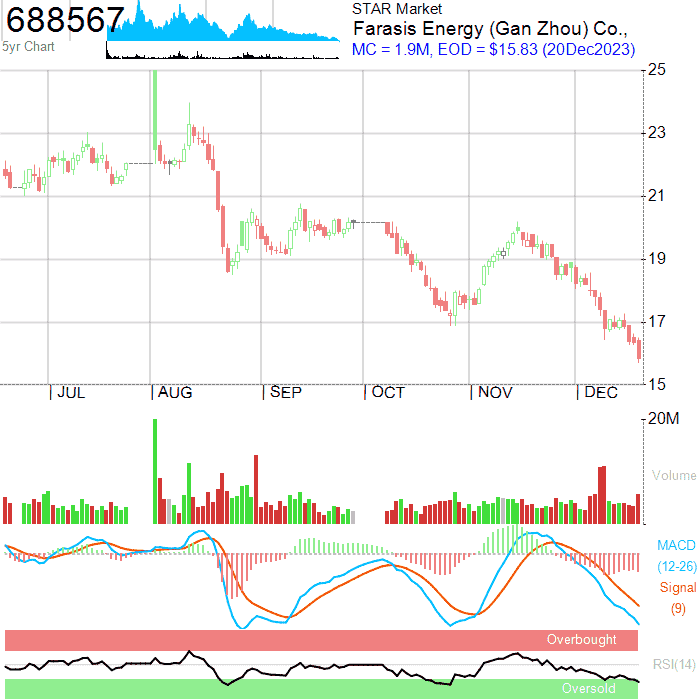 688567
5yr Chart
STAR Market
Farasis Energy (Gan Zhou) Co.,
MC = 1.9M, EOD = $15.83 (20Dec2023)
25
23
21
19
17
15
JUL AUG SEP OCT NOV DEC
20M
Volume
MACD
(12-26)
Signal
(9)
Overbought
RSI(14)
Oversold